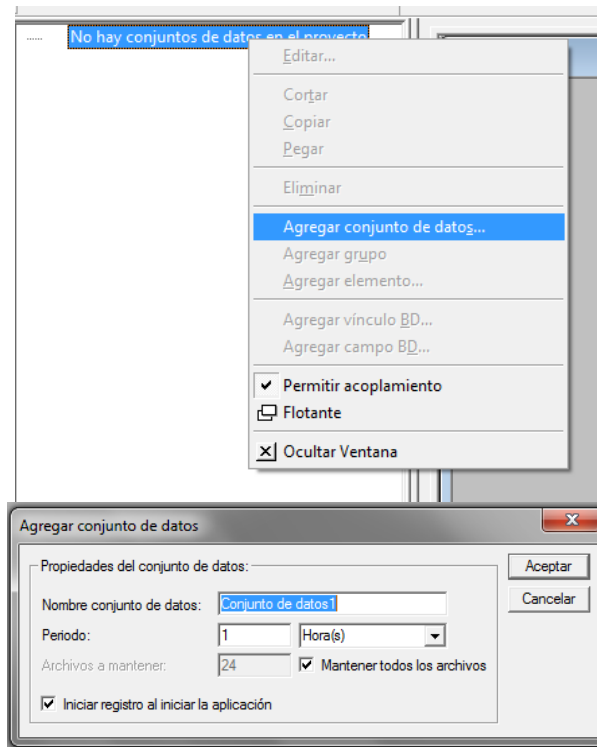 No hay conjuntos de datos en el proyecto
Editar...
Cortar
Copiar
Pegar
Eliminar
Agregar conjunto de datos...
Agregar grupo
Agregar elemento...
Agregar vínculo BD...
Agregar campo BD...
Permitir acoplamiento
Flotante
Ocultar Ventana
Agregar conjunto de datos
Propiedades del conjunto de datos:
Aceptar
Nombre conjunto de datos: Conjunto de datos1
Cancelar
Periodo: 1 Hora(s)
Archivos a mantener: 24 Mantener todos los archivos
Iniciar registro al iniciar la aplicación